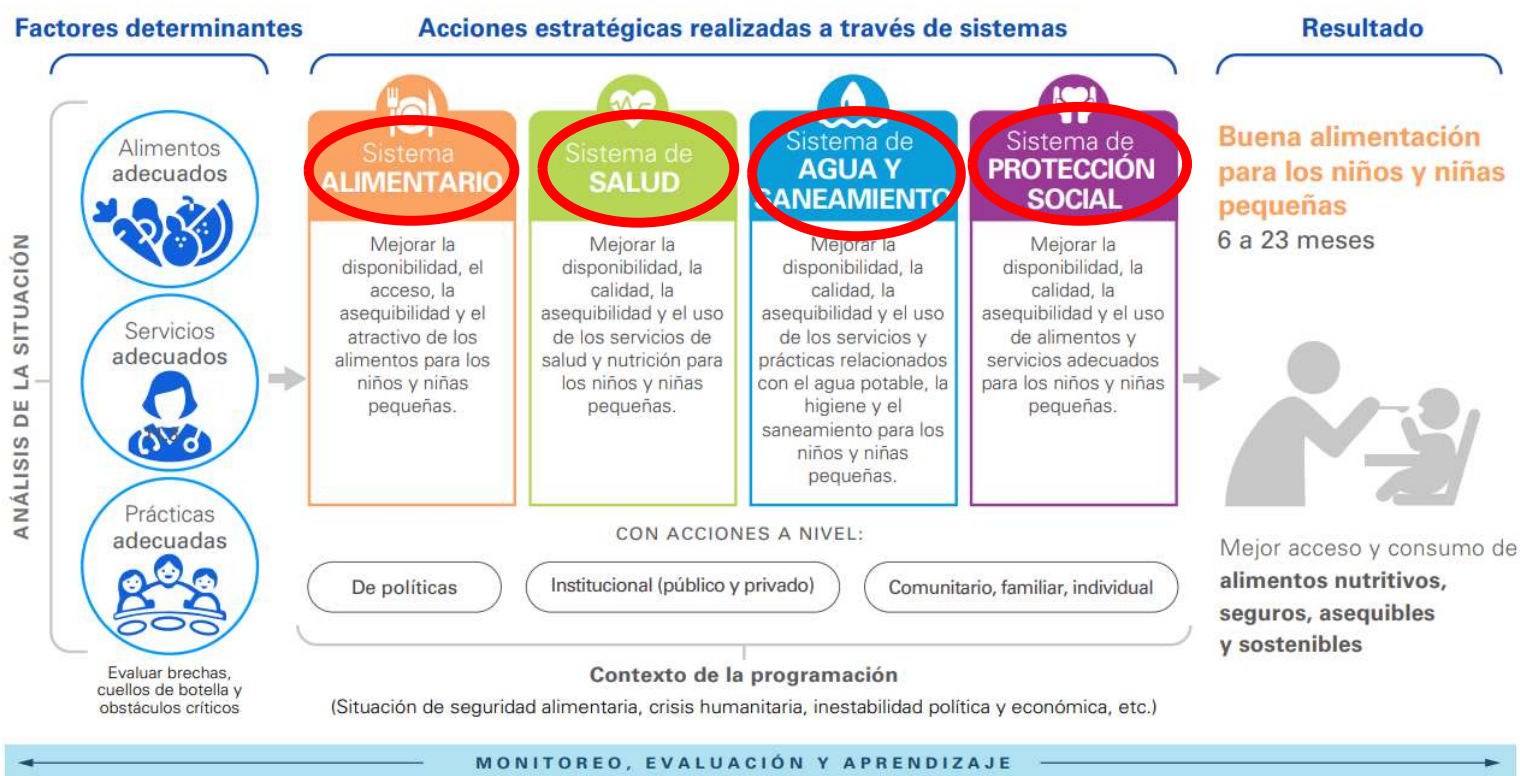 Factores determinantes
Acciones estratégicas realizadas a través de sistemas
Resultado
ANÁLISIS DE LA SITUACIÓN
Alimentos
adecuados
Servicios
adecuados
Prácticas
adecuadas
Evaluar brechas,
cuellos de botella y
obstáculos críticos
Sistema
ALIMENTARIO
Mejorar la
disponibilidad, el
acceso, la
asequibilidad y el
atractivo de los
alimentos para los
niños y niñas
pequeñas.
Sistema de
SALUD
Mejorar la
disponibilidad, la
calidad, la
asequibilidad y el uso
de los servicios de
salud y nutrición para
los niños y niñas
pequeñas.
Sistema de
AGUA Y
SANEAMIENTO
Mejorar la
disponibilidad, la
calidad, la
asequibilidad y el uso
de los servicios y
prácticas relacionados
con el agua potable, la
higiene y el
saneamiento para los
niños y niñas
pequeñas.
Sistema de
PROTECCIÓN
SOCIAL
Mejorar la
disponibilidad, la
calidad, la
asequibilidad y el uso
de alimentos y
servicios adecuados
para los niños y niñas
pequeñas.
CON ACCIONES A NIVEL:
De políticas
Institucional (público y privado)
Comunitario, familiar, individual
Contexto de la programación
(Situación de seguridad alimentaria, crisis humanitaria, inestabilidad política y económica, etc.)
Buena alimentación
para los niños y niñas
pequeñas
6 a 23 meses
Mejor acceso y consumo de
alimentos nutritivos,
seguros, asequibles
y sostenibles
MONITOREO, EVALUACIÓN Y APRENDIZAJE